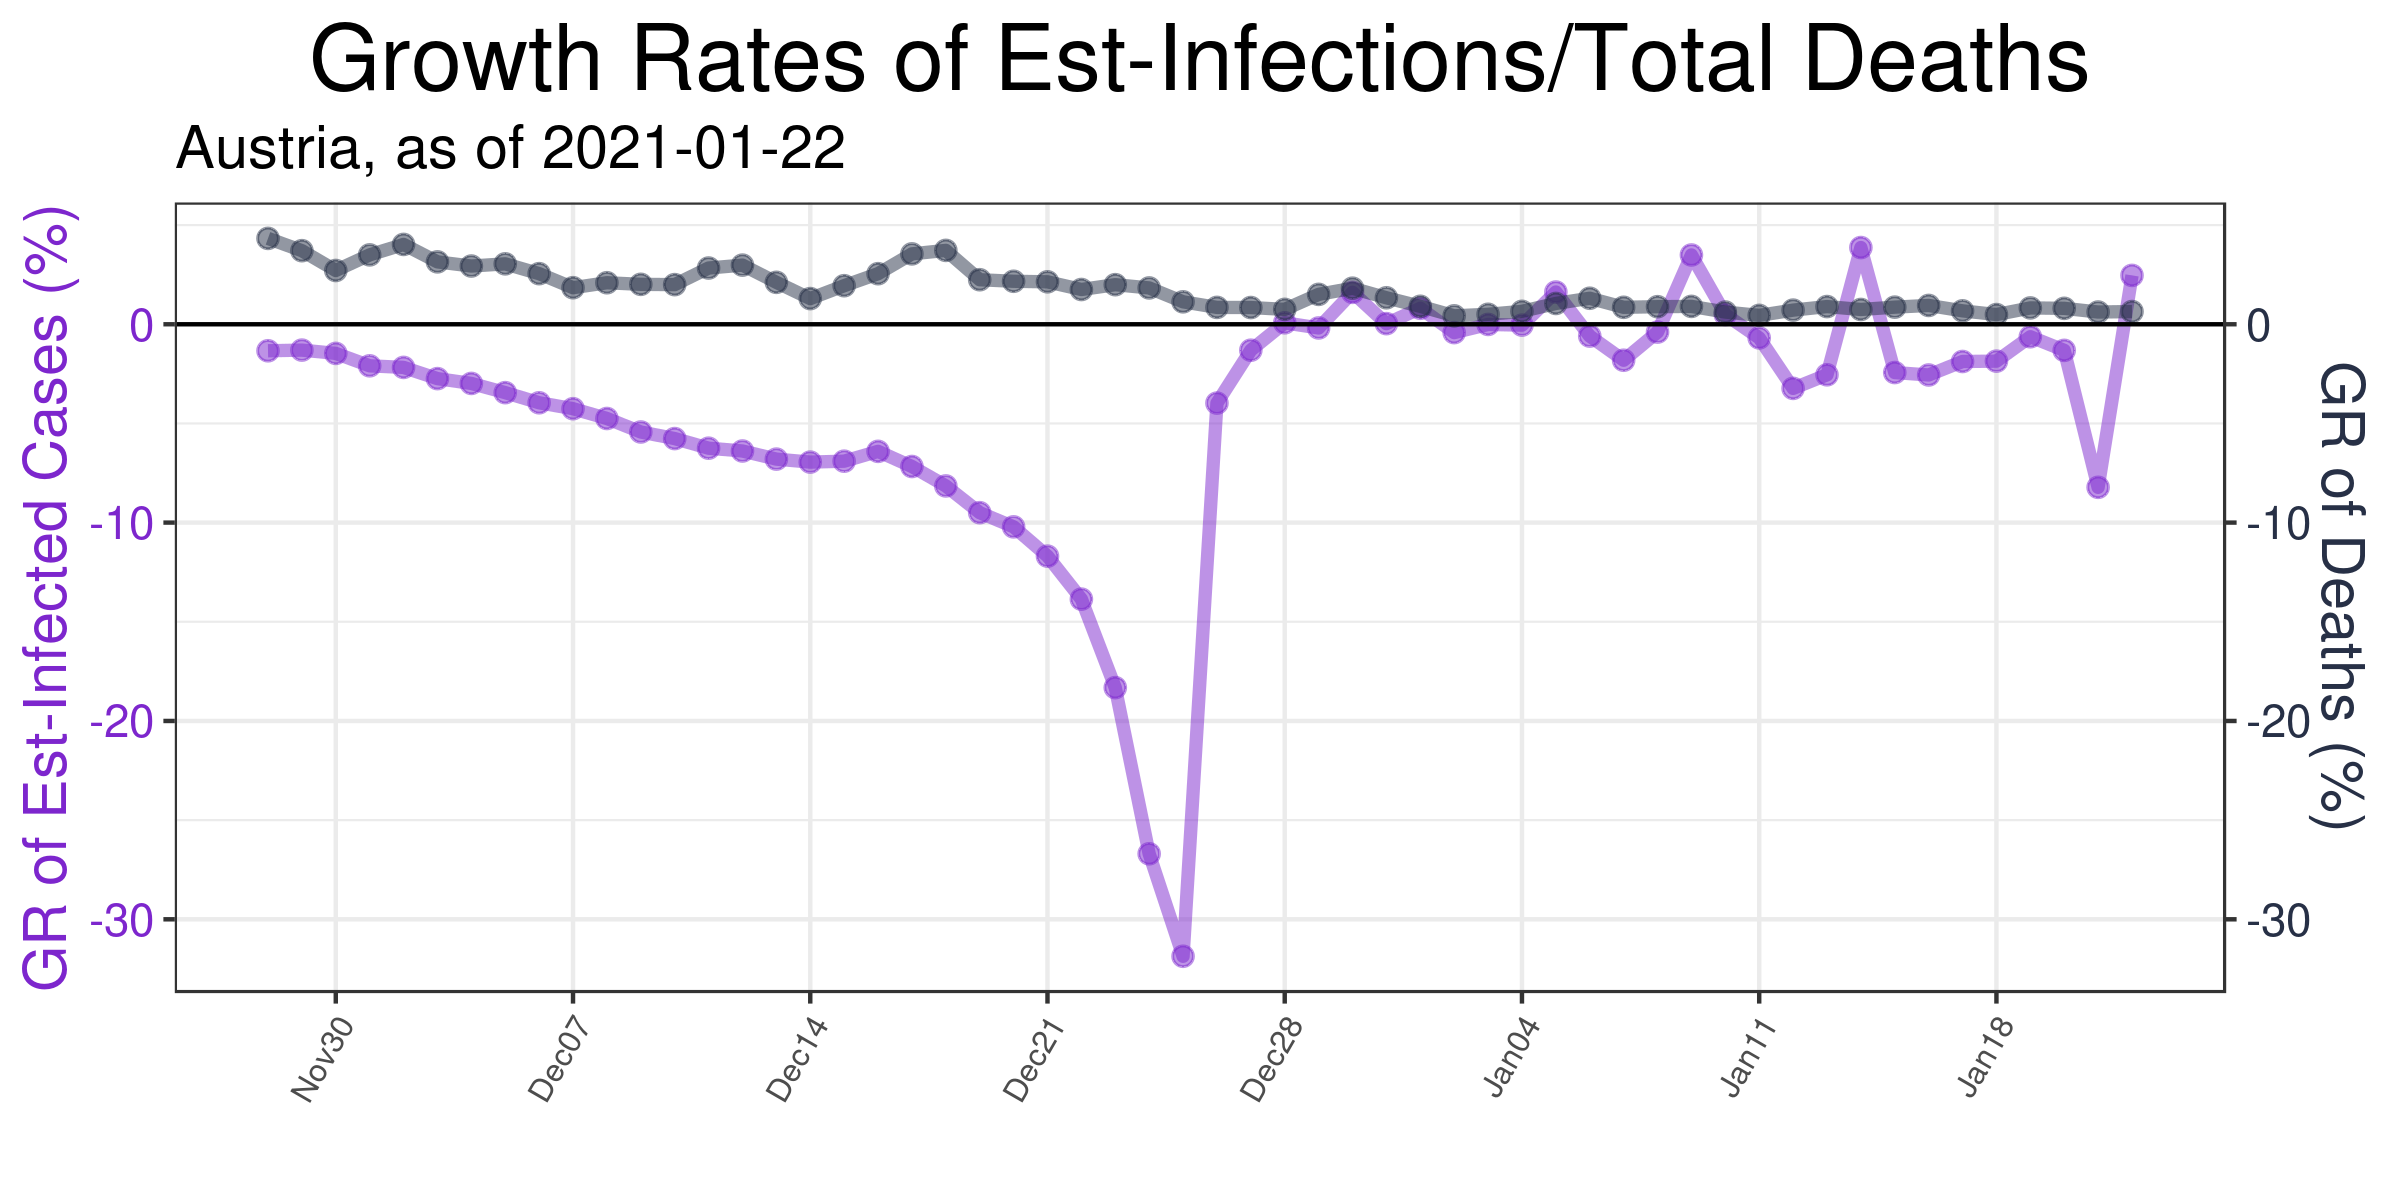 Growth Rates of Est-Infections/Total Deaths
Austria, as of 2021-01-22
GR of Est-Infected Cases (%)
0
-10
-20
-30
0
-10
-20
-30
GR of Deaths (%)
Nov30
Dec07
Dec14
Dec21
Dec28
Jan04
Jan11
Jan18